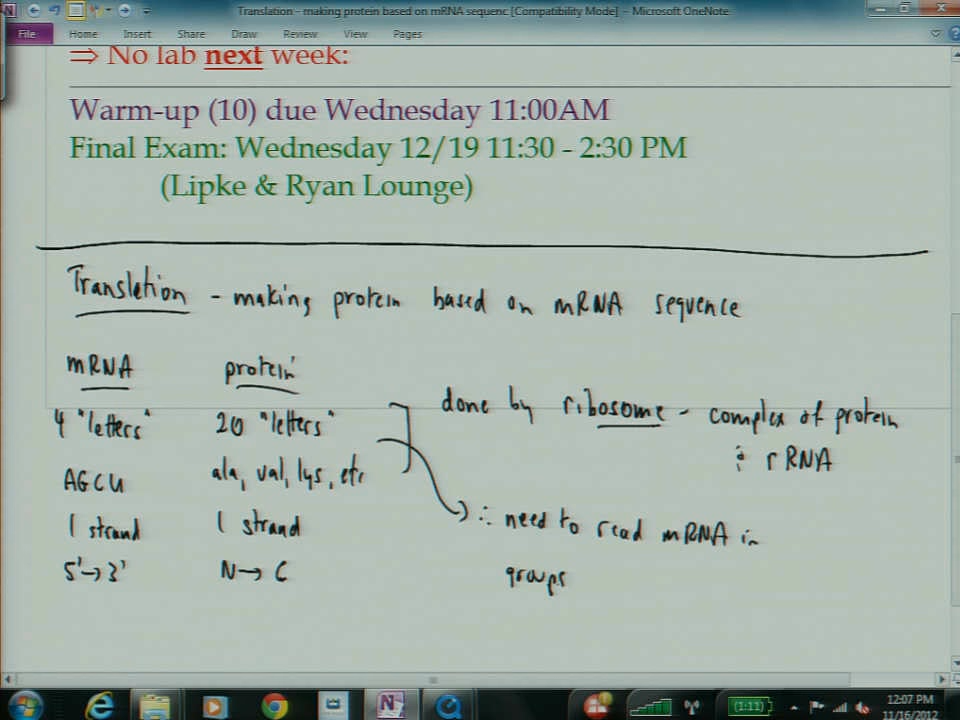 Translation - making protein based on mRNA sequenc [Compatibility Mode] - Microsoft OneNote
File Home Insert Share Draw Review View Pages
⇒ No lab next week:
Warm-up (10) due Wednesday 11:00AM
Final Exam: Wednesday 12/19 11:30 - 2:30 PM
(Lipke & Ryan Lounge)
Translation - making protein based on mRNA sequence
mRNA protein
4 "letters" 20 "letters"
done by ribosome - complex of protein
& rRNA
AGCU ala, val, lys, etc
1 strand 1 strand
∴ need to read mRNA in
groups
5'→3' N→C
(1:11)
12:07 PM
11/16/2012